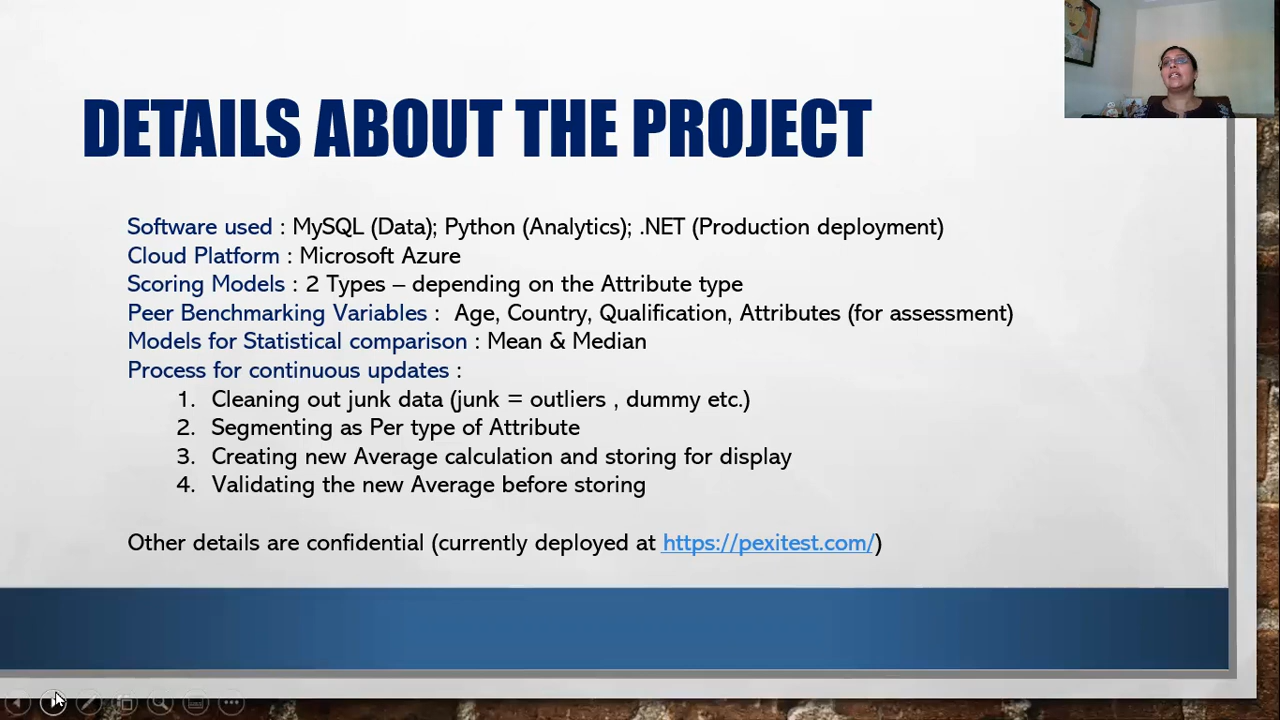 DETAILS ABOUT THE PROJECT
Software used : MySQL (Data); Python (Analytics); .NET (Production deployment)
Cloud Platform : Microsoft Azure
Scoring Models : 2 Types – depending on the Attribute type
Peer Benchmarking Variables : Age, Country, Qualification, Attributes (for assessment)
Models for Statistical comparison : Mean & Median
Process for continuous updates :
1. Cleaning out junk data (junk = outliers , dummy etc.)
2. Segmenting as Per type of Attribute
3. Creating new Average calculation and storing for display
4. Validating the new Average before storing
Other details are confidential (currently deployed at https://pexitest.com/)